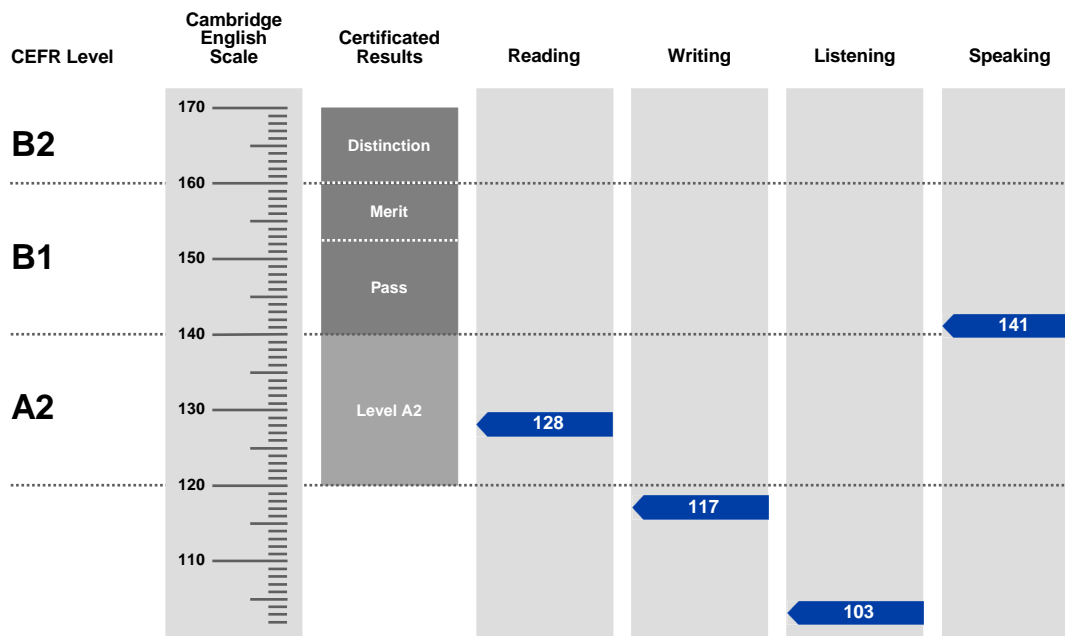 CEFR Level
Cambridge
English
Scale
Certificated
Results
Reading
Writing
Listening
Speaking
170
B2
Distinction
160
Merit
B1
150
Pass
140
141
A2
130
Level A2
128
120
117
110
103